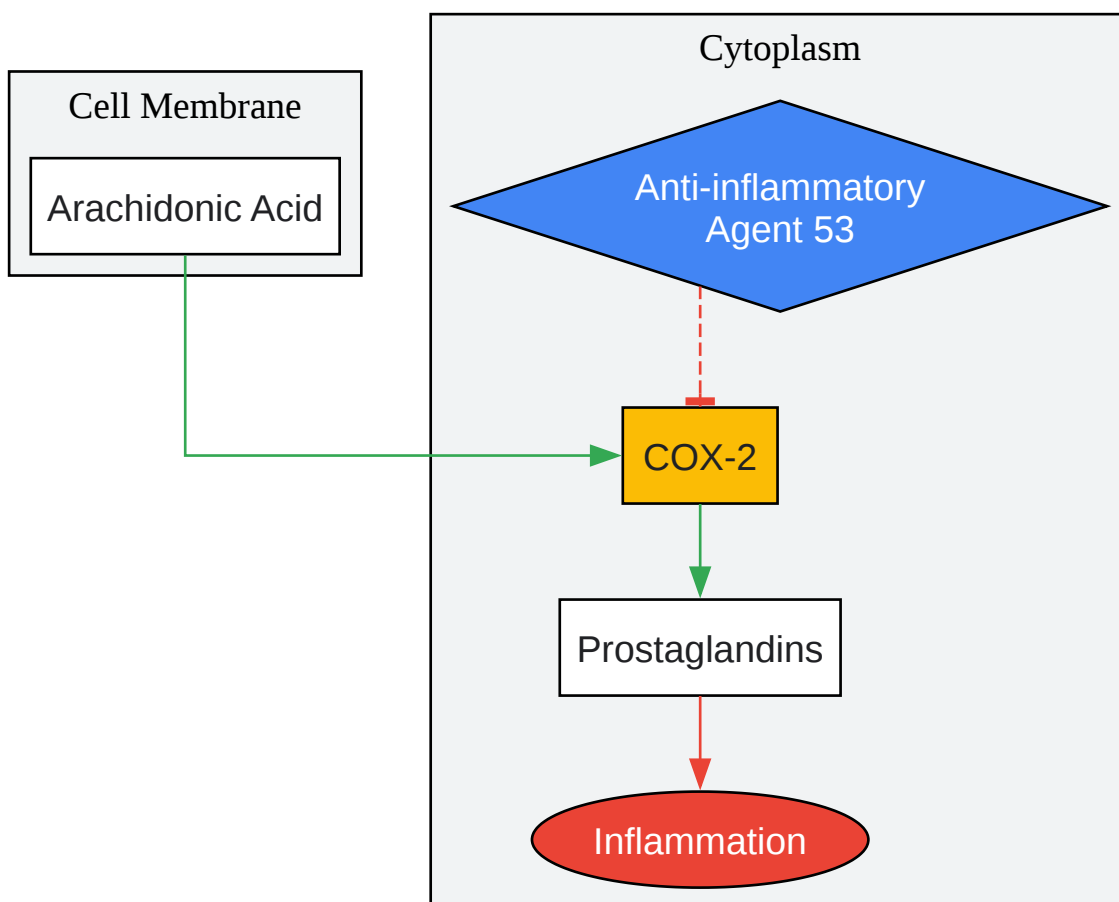 Cytoplasm
Cell Membrane
Arachidonic Acid
Anti-inflammatory
Agent 53
COX-2
Prostaglandins
Inflammation